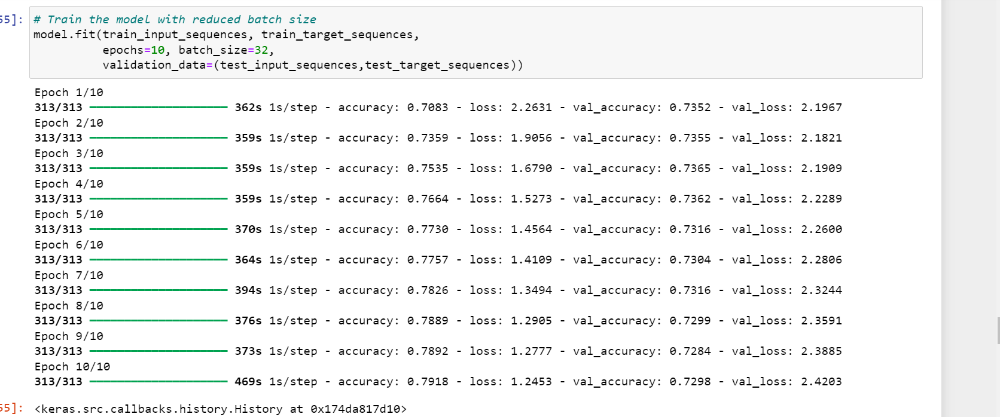 55]: # Train the model with reduced batch size
model.fit(train_input_sequences, train_target_sequences,
epochs=10, batch_size=32,
validation_data=(test_input_sequences,test_target_sequences))
Epoch 1/10
313/313 362s 1s/step - accuracy: 0.7083 - loss: 2.2631 - val_accuracy: 0.7352 - val_loss: 2.1967
Epoch 2/10
313/313 359s 1s/step - accuracy: 0.7359 - loss: 1.9056 - val_accuracy: 0.7355 - val_loss: 2.1821
Epoch 3/10
313/313 359s 1s/step - accuracy: 0.7535 - loss: 1.6790 - val_accuracy: 0.7365 - val_loss: 2.1909
Epoch 4/10
313/313 359s 1s/step - accuracy: 0.7664 - loss: 1.5273 - val_accuracy: 0.7362 - val_loss: 2.2289
Epoch 5/10
313/313 370s 1s/step - accuracy: 0.7730 - loss: 1.4564 - val_accuracy: 0.7316 - val_loss: 2.2600
Epoch 6/10
313/313 364s 1s/step - accuracy: 0.7757 - loss: 1.4109 - val_accuracy: 0.7304 - val_loss: 2.2806
Epoch 7/10
313/313 394s 1s/step - accuracy: 0.7826 - loss: 1.3494 - val_accuracy: 0.7316 - val_loss: 2.3244
Epoch 8/10
313/313 376s 1s/step - accuracy: 0.7889 - loss: 1.2905 - val_accuracy: 0.7299 - val_loss: 2.3591
Epoch 9/10
313/313 373s 1s/step - accuracy: 0.7892 - loss: 1.2777 - val_accuracy: 0.7284 - val_loss: 2.3885
Epoch 10/10
313/313 469s 1s/step - accuracy: 0.7918 - loss: 1.2453 - val_accuracy: 0.7298 - val_loss: 2.4203
55]: <keras.src.callbacks.history.History at 0x174da817d10>